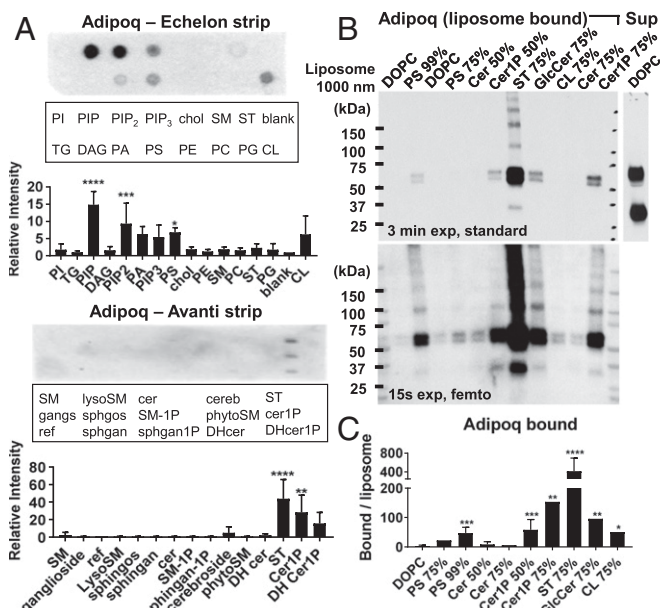 A
Adipoq – Echelon strip
PI PIP PIP2 PIP3 chol SM ST blank
TG DAG PA PS PE PC PG CL
Relative Intensity
20
15
10
5
0
****
***
*
PI TG PIP DAG PIP2 PA PIP3 PS chol PE SM PC ST PG blank CL
Adipoq – Avanti strip
SM lysoSM cer cereb ST
gangs sphgos SM-1P phytoSM cer1P
ref sphgan sphgan1P DHcer DHcer1P
Relative Intensity
80
60
40
20
0
****
**
SM ganglioside ref LysoSM sphingos sphingan cer SM-1P sphingan-1P cerebroside phytoSM DH cer ST Cer1P DH Cer1P
B
Adipoq (liposome bound) Sup
Liposome
1000 nm
DOPC PS 99% DOPC PS 75% Cer 50% Cer1P 50% ST 75% GlcCer 75% CL 75% Cer 75% Cer1P 75% DOPC
(kDa)
150
100
75
50
37
25
3 min exp, standard
(kDa)
150
100
75
50
37
25
15s exp, femto
C
Adipoq bound
Bound / liposome
800
400
200
100
0
***
***
**
****
**
*
DOPC PS 75% PS 99% Cer 50% Cer 75% Cer1P 50% Cer1P 75% ST 75% GlcCer 75% CL 75%